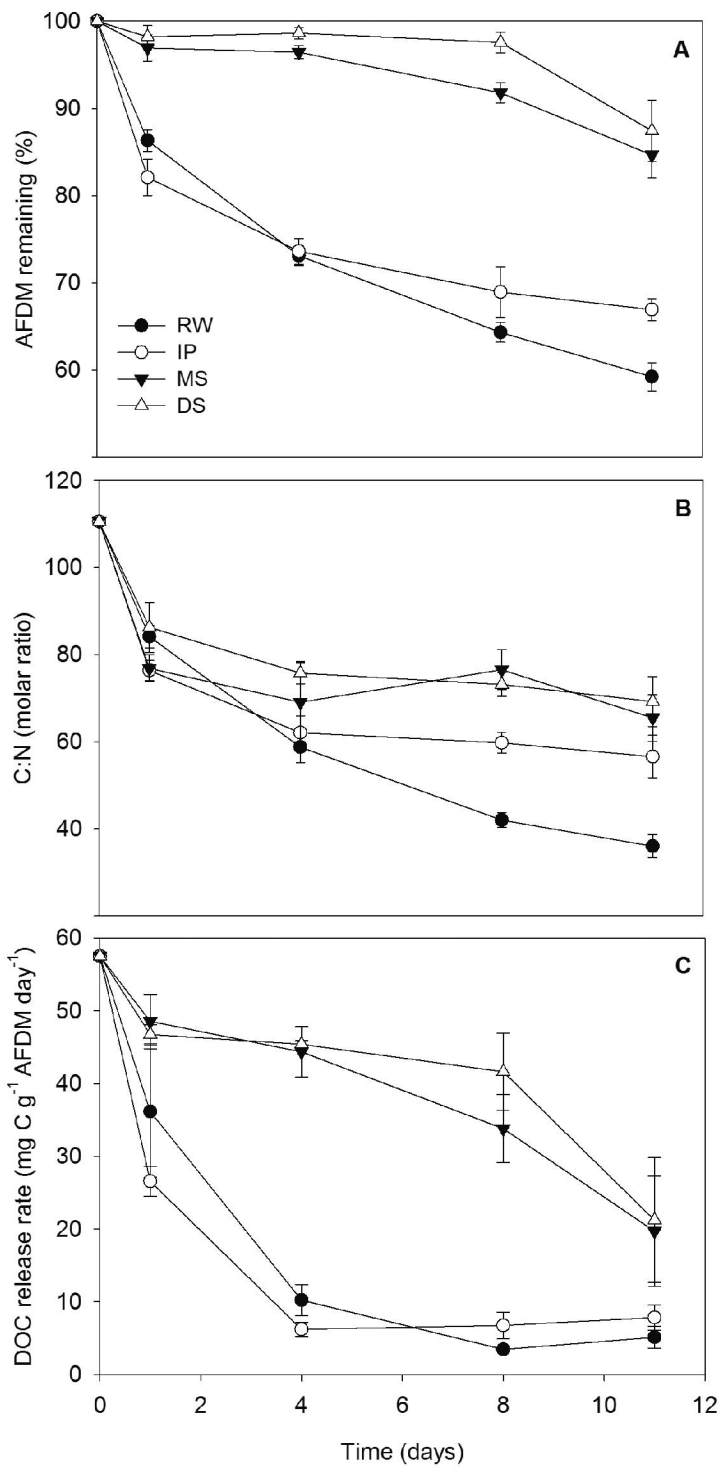 A
AFDM remaining (%)
100
90
80
70
60
RW
IP
MS
DS
B
C:N (molar ratio)
120
100
80
60
40
C
DOC release rate (mg C g⁻¹ AFDM day⁻¹)
60
50
40
30
20
10
0
0 2 4 6 8 10 12
Time (days)